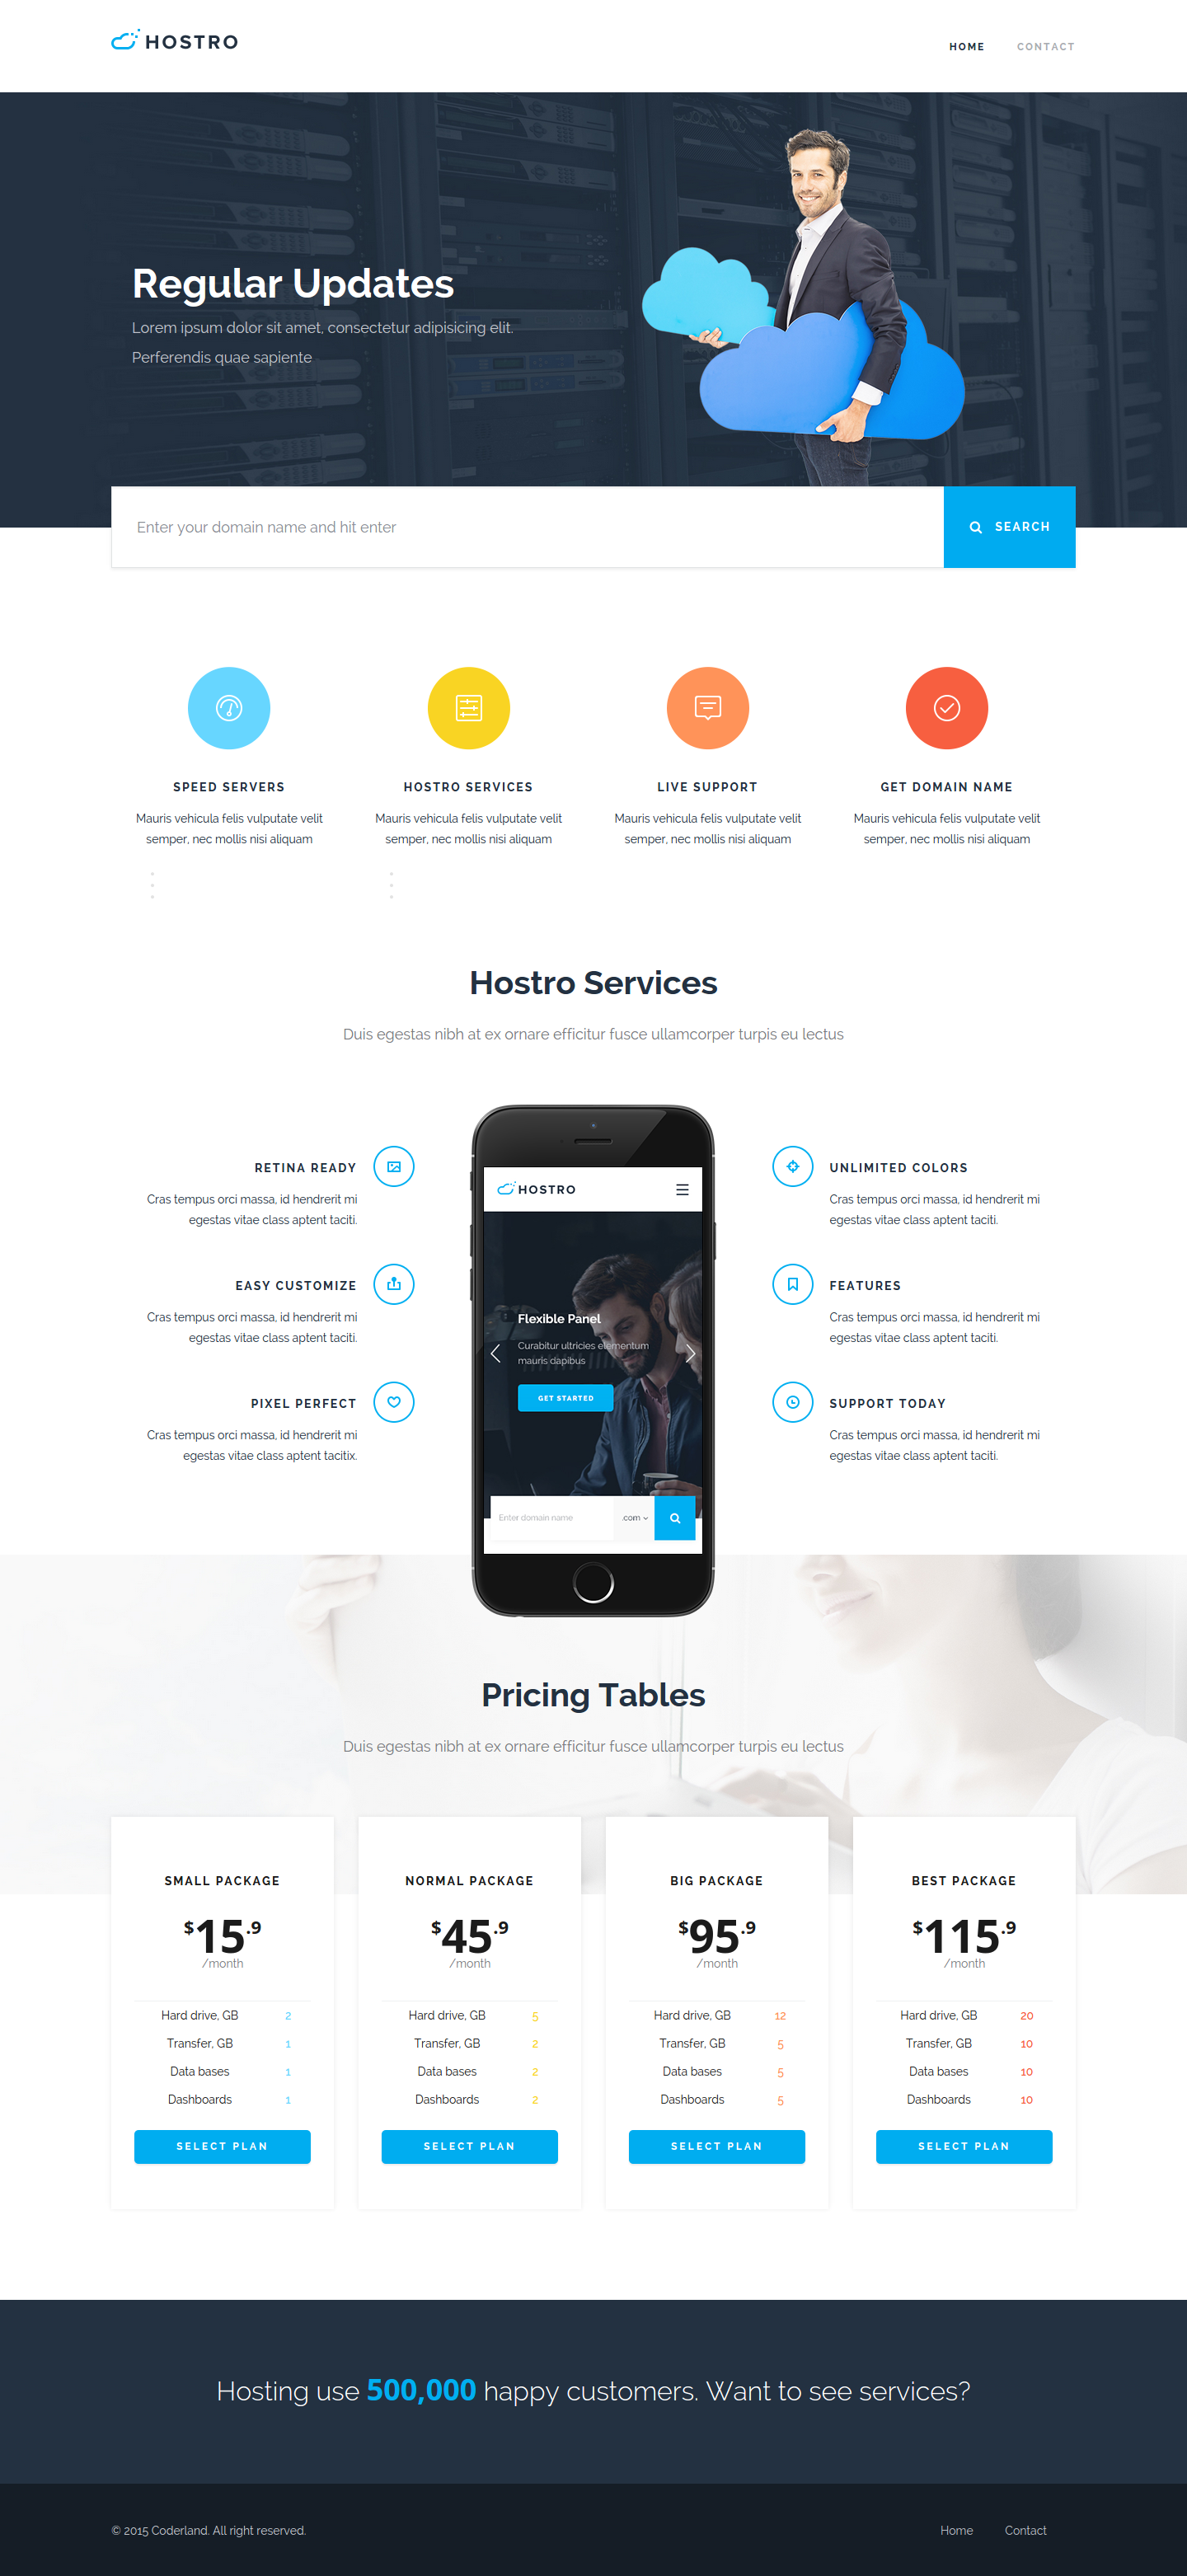 HOSTRO
HOME CONTACT
Regular Updates
Lorem ipsum dolor sit amet, consectetur adipisicing elit.
Perferendis quae sapiente
Enter your domain name and hit enter
SEARCH
SPEED SERVERS
Mauris vehicula felis vulputate velit
semper, nec mollis nisi aliquam
HOSTRO SERVICES
Mauris vehicula felis vulputate velit
semper, nec mollis nisi aliquam
LIVE SUPPORT
Mauris vehicula felis vulputate velit
semper, nec mollis nisi aliquam
GET DOMAIN NAME
Mauris vehicula felis vulputate velit
semper, nec mollis nisi aliquam
Hostro Services
Duis egestas nibh at ex ornare efficitur fusce ullamcorper turpis eu lectus
RETINA READY
Cras tempus orci massa, id hendrerit mi
egestas vitae class aptent taciti.
EASY CUSTOMIZE
Cras tempus orci massa, id hendrerit mi
egestas vitae class aptent taciti.
PIXEL PERFECT
Cras tempus orci massa, id hendrerit mi
egestas vitae class aptent tacitix.
HOSTRO
Flexible Panel
Curabitur ultricies elementum
mauris dapibus
GET STARTED
Enter domain name
.com
UNLIMITED COLORS
Cras tempus orci massa, id hendrerit mi
egestas vitae class aptent taciti.
FEATURES
Cras tempus orci massa, id hendrerit mi
egestas vitae class aptent taciti.
SUPPORT TODAY
Cras tempus orci massa, id hendrerit mi
egestas vitae class aptent taciti.
Pricing Tables
Duis egestas nibh at ex ornare efficitur fusce ullamcorper turpis eu lectus
SMALL PACKAGE
$15.9
/month
Hard drive, GB 2
Transfer, GB 1
Data bases 1
Dashboards 1
SELECT PLAN
NORMAL PACKAGE
$45.9
/month
Hard drive, GB 5
Transfer, GB 2
Data bases 2
Dashboards 2
SELECT PLAN
BIG PACKAGE
$95.9
/month
Hard drive, GB 12
Transfer, GB 5
Data bases 5
Dashboards 5
SELECT PLAN
BEST PACKAGE
$115.9
/month
Hard drive, GB 20
Transfer, GB 10
Data bases 10
Dashboards 10
SELECT PLAN
Hosting use 500,000 happy customers. Want to see services?
© 2015 Coderland. All right reserved.
Home Contact